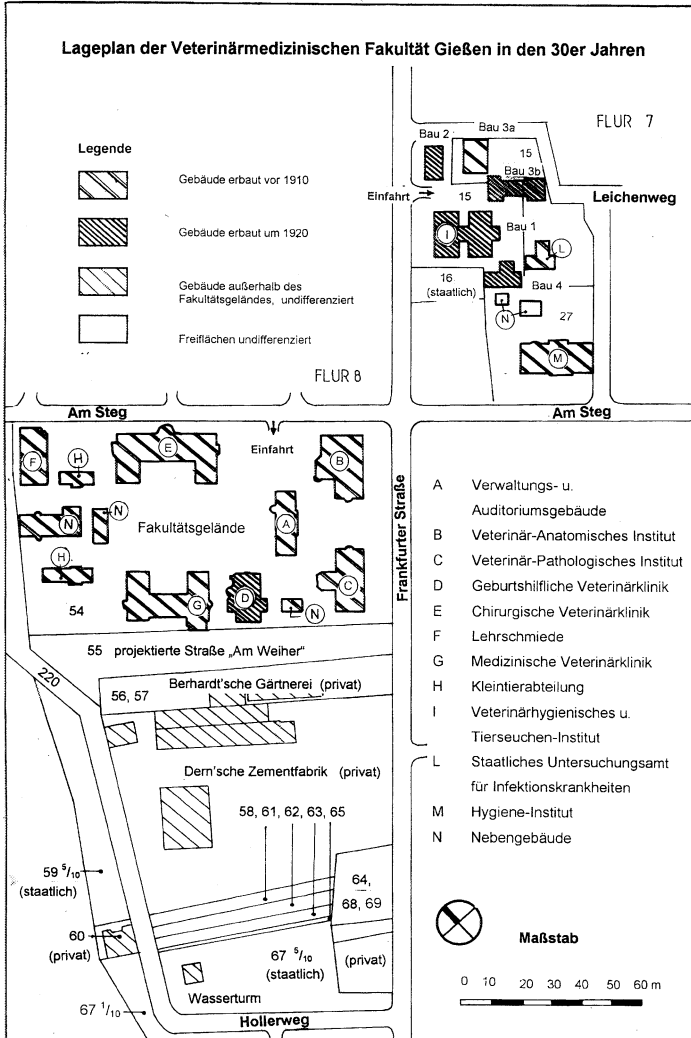 Lageplan der Veterinärmedizinischen Fakultät Gießen in den 30er Jahren
Legende
Gebäude erbaut vor 1910
Gebäude erbaut um 1920
Gebäude außerhalb des
Fakultätsgeländes, undifferenziert
Freiflächen undifferenziert
FLUR 7
Bau 3a
Bau 2
15
Bau 3b
Leichenweg
Einfahrt
15
Bau 1
I
L
16
(staatlich)
Bau 4
N
27
M
FLUR 8
Am Steg
Am Steg
E
Einfahrt
F
H
B
N
N
Fakultätsgelände
A
H
G
D
N
C
54
Frankfurter Straße
55 projektierte Straße „Am Weiher"
220
Berhardt'sche Gärtnerei (privat)
56, 57
Dern'sche Zementfabrik (privat)
58, 61, 62, 63, 65
59 5/10
(staatlich)
64,
68, 69
60
(privat)
67 5/10
(staatlich)
(privat)
Wasserturm
67 1/10
Hollerweg
A Verwaltungs- u.
Auditoriumsgebäude
B Veterinär-Anatomisches Institut
C Veterinär-Pathologisches Institut
D Geburtshilfliche Veterinärklinik
E Chirurgische Veterinärklinik
F Lehrschmiede
G Medizinische Veterinärklinik
H Kleintierabteilung
I Veterinärhygienisches u.
Tierseuchen-Institut
L Staatliches Untersuchungsamt
für Infektionskrankheiten
M Hygiene-Institut
N Nebengebäude
Maßstab
0 10 20 30 40 50 60 m